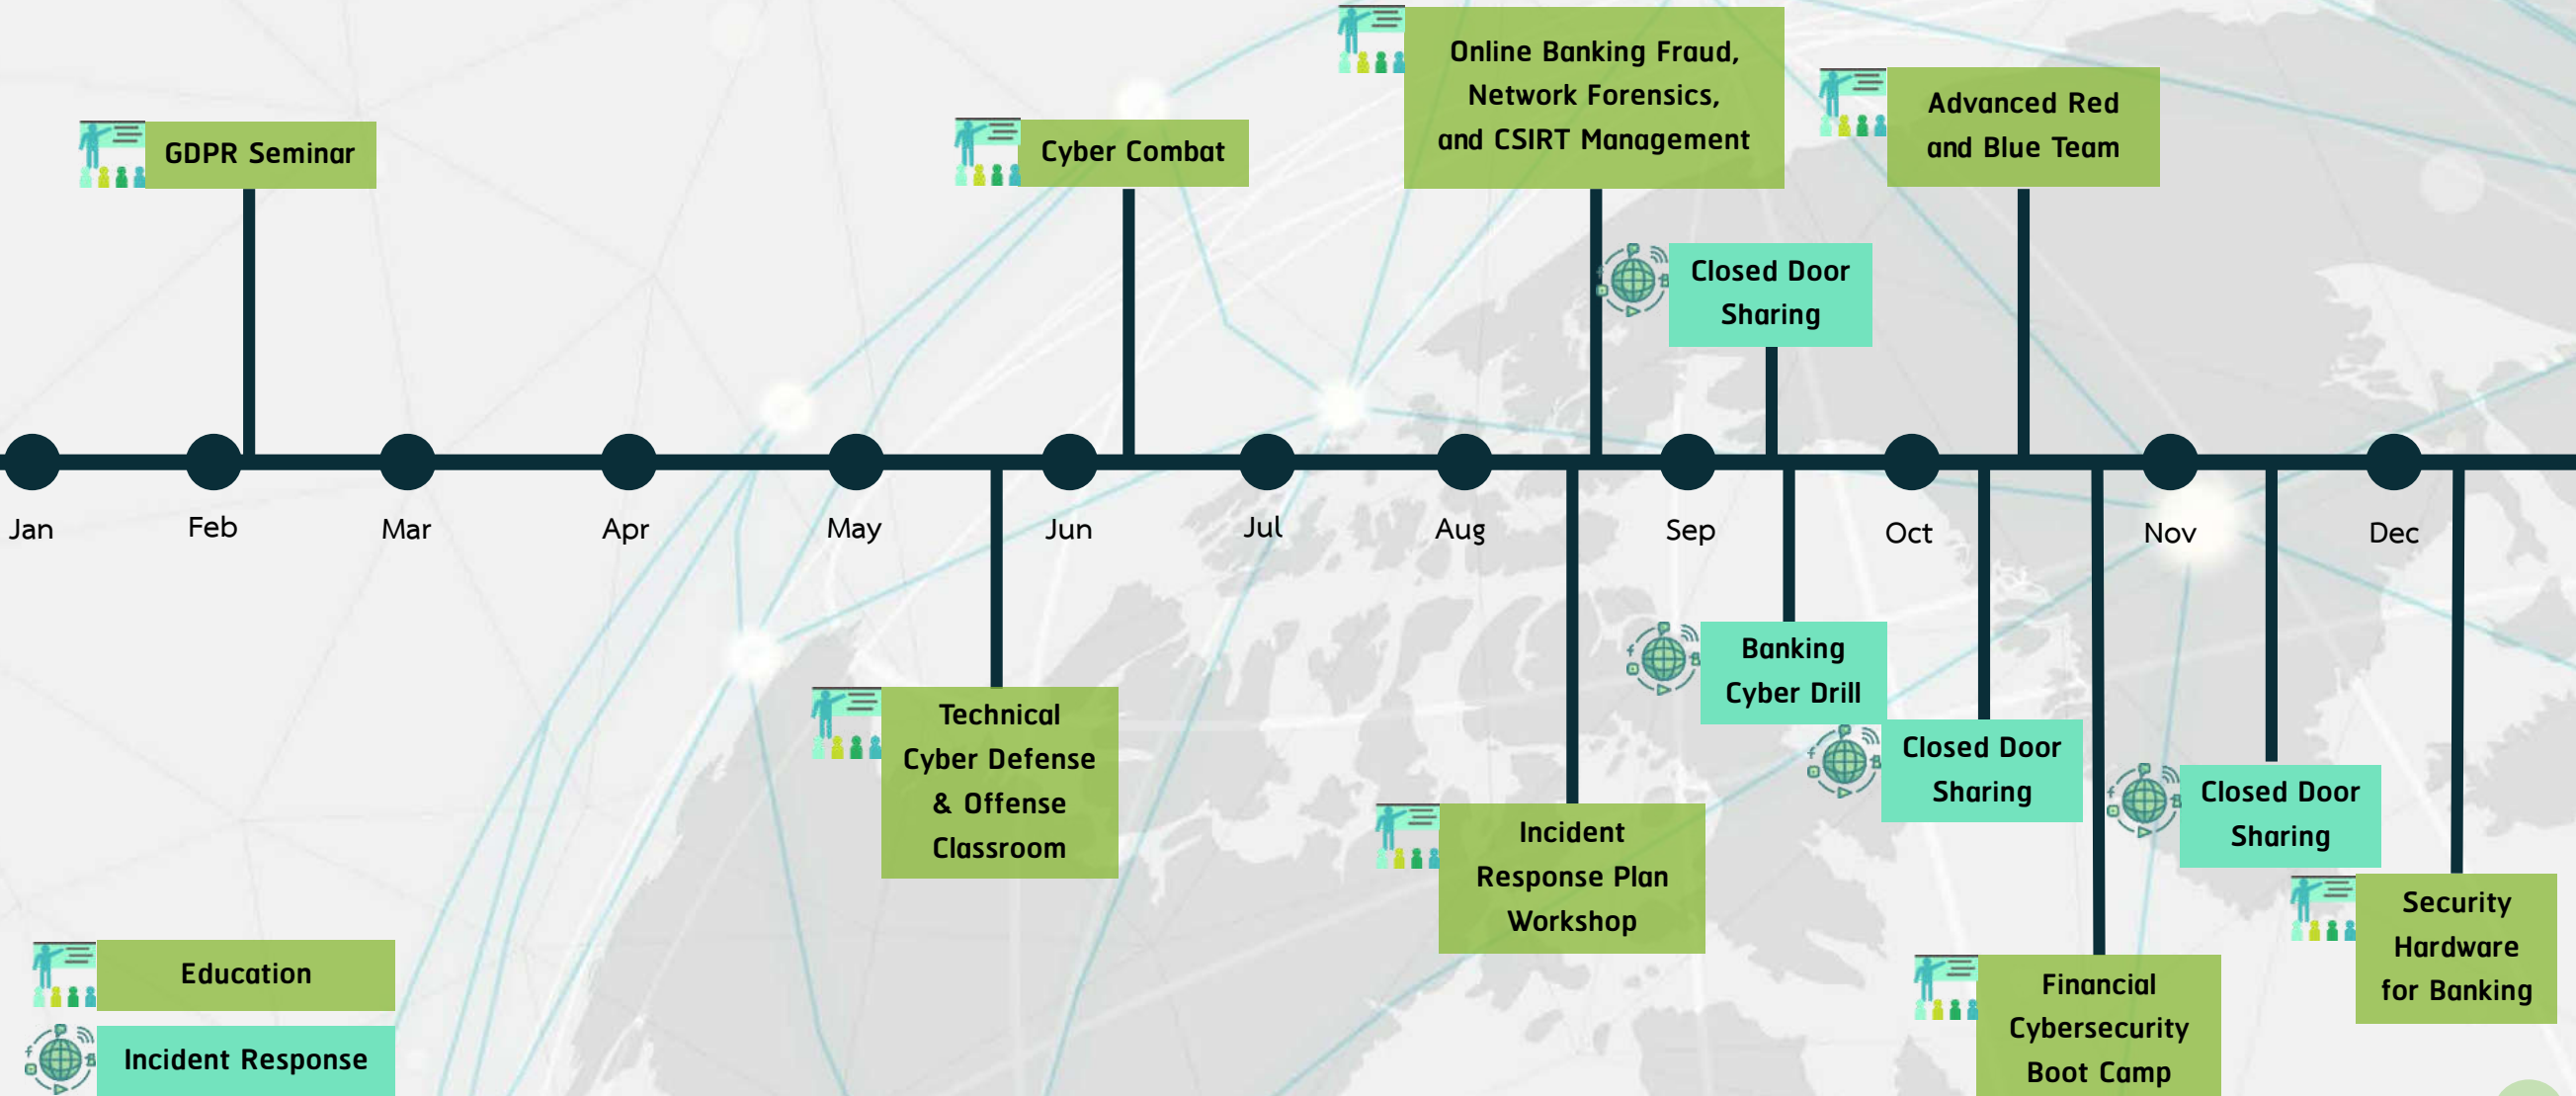 GDPR Seminar
Cyber Combat
Online Banking Fraud,
Network Forensics,
and CSIRT Management
Advanced Red
and Blue Team
Closed Door
Sharing
Jan
Feb
Mar
Apr
May
Jun
Jul
Aug
Sep
Oct
Nov
Dec
Technical
Cyber Defense
& Offense
Classroom
Incident
Response Plan
Workshop
Banking
Cyber Drill
Closed Door
Sharing
Closed Door
Sharing
Financial
Cybersecurity
Boot Camp
Security
Hardware
for Banking
Education
Incident Response